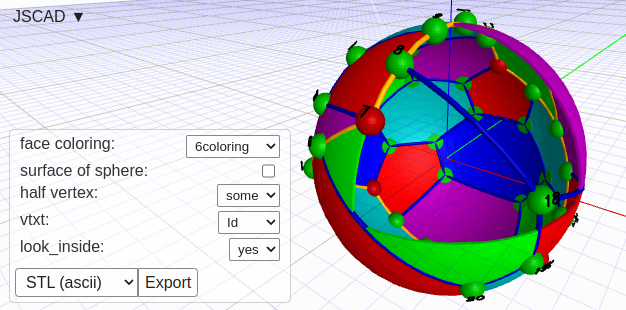 JSCAD ▼
face coloring: 6coloring
surface of sphere:
half vertex: some
vtxt: Id
look_inside: yes
STL (ascii) Export
8
7
18